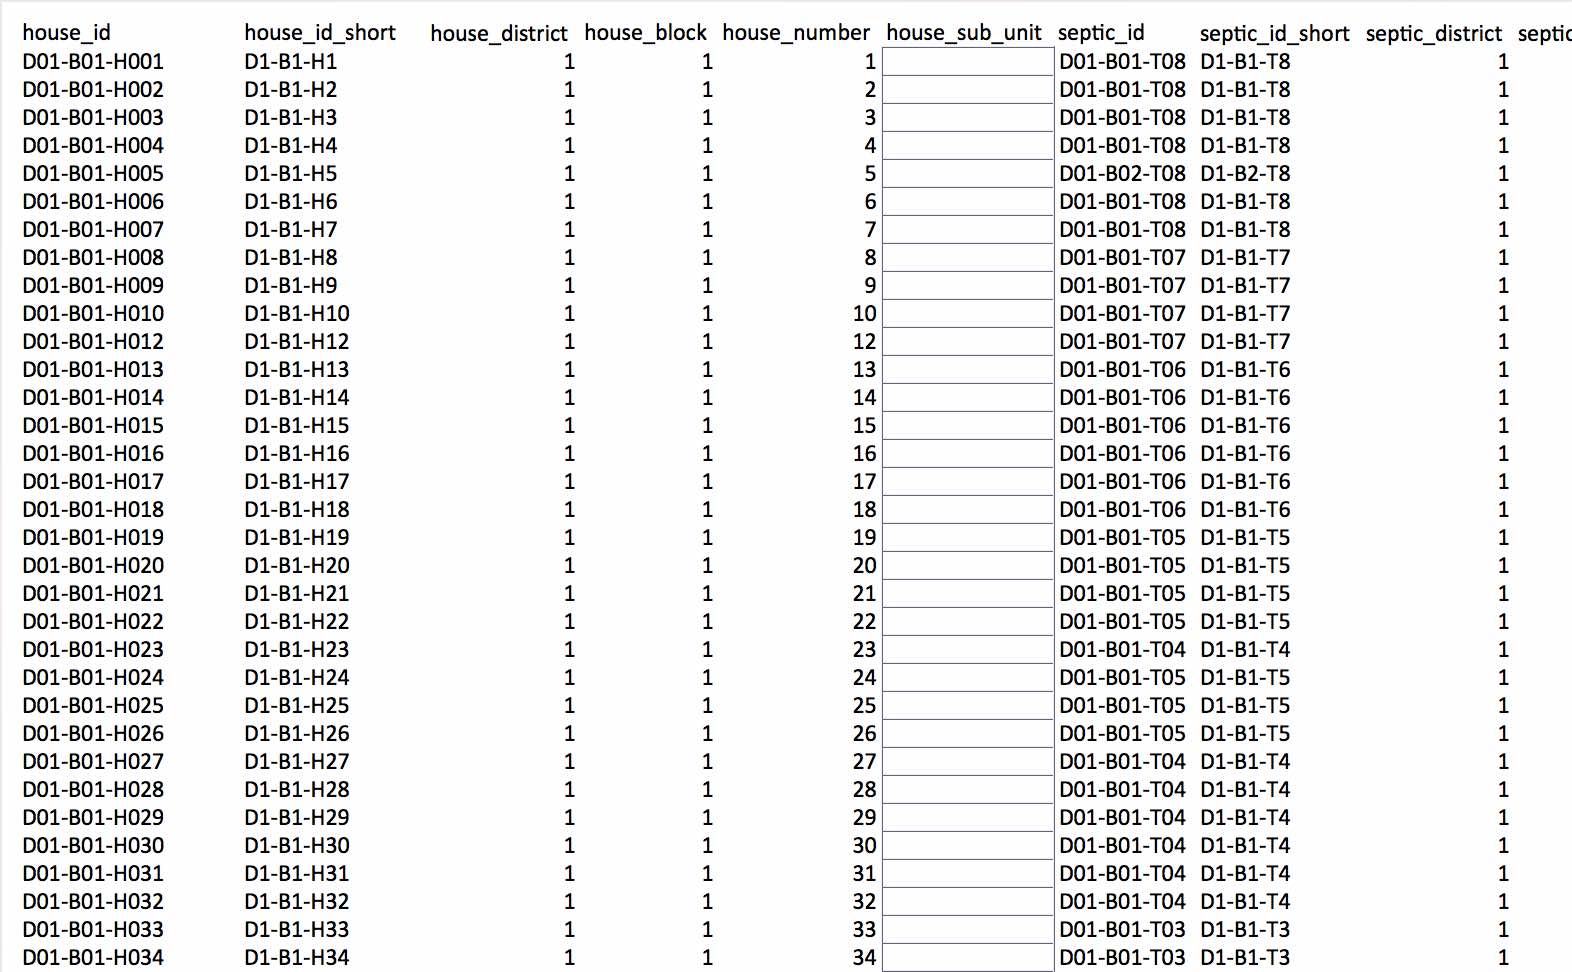 house_id house_id_short house_district house_block house_number house_sub_unit septic_id septic_id_short septic_district septic
D01-B01-H001 D1-B1-H1 1 1 1 D01-B01-T08 D1-B1-T8 1
D01-B01-H002 D1-B1-H2 1 1 2 D01-B01-T08 D1-B1-T8 1
D01-B01-H003 D1-B1-H3 1 1 3 D01-B01-T08 D1-B1-T8 1
D01-B01-H004 D1-B1-H4 1 1 4 D01-B01-T08 D1-B1-T8 1
D01-B01-H005 D1-B1-H5 1 1 5 D01-B02-T08 D1-B2-T8 1
D01-B01-H006 D1-B1-H6 1 1 6 D01-B01-T08 D1-B1-T8 1
D01-B01-H007 D1-B1-H7 1 1 7 D01-B01-T08 D1-B1-T8 1
D01-B01-H008 D1-B1-H8 1 1 8 D01-B01-T07 D1-B1-T7 1
D01-B01-H009 D1-B1-H9 1 1 9 D01-B01-T07 D1-B1-T7 1
D01-B01-H010 D1-B1-H10 1 1 10 D01-B01-T07 D1-B1-T7 1
D01-B01-H012 D1-B1-H12 1 1 12 D01-B01-T07 D1-B1-T7 1
D01-B01-H013 D1-B1-H13 1 1 13 D01-B01-T06 D1-B1-T6 1
D01-B01-H014 D1-B1-H14 1 1 14 D01-B01-T06 D1-B1-T6 1
D01-B01-H015 D1-B1-H15 1 1 15 D01-B01-T06 D1-B1-T6 1
D01-B01-H016 D1-B1-H16 1 1 16 D01-B01-T06 D1-B1-T6 1
D01-B01-H017 D1-B1-H17 1 1 17 D01-B01-T06 D1-B1-T6 1
D01-B01-H018 D1-B1-H18 1 1 18 D01-B01-T06 D1-B1-T6 1
D01-B01-H019 D1-B1-H19 1 1 19 D01-B01-T05 D1-B1-T5 1
D01-B01-H020 D1-B1-H20 1 1 20 D01-B01-T05 D1-B1-T5 1
D01-B01-H021 D1-B1-H21 1 1 21 D01-B01-T05 D1-B1-T5 1
D01-B01-H022 D1-B1-H22 1 1 22 D01-B01-T05 D1-B1-T5 1
D01-B01-H023 D1-B1-H23 1 1 23 D01-B01-T04 D1-B1-T4 1
D01-B01-H024 D1-B1-H24 1 1 24 D01-B01-T05 D1-B1-T5 1
D01-B01-H025 D1-B1-H25 1 1 25 D01-B01-T05 D1-B1-T5 1
D01-B01-H026 D1-B1-H26 1 1 26 D01-B01-T05 D1-B1-T5 1
D01-B01-H027 D1-B1-H27 1 1 27 D01-B01-T04 D1-B1-T4 1
D01-B01-H028 D1-B1-H28 1 1 28 D01-B01-T04 D1-B1-T4 1
D01-B01-H029 D1-B1-H29 1 1 29 D01-B01-T04 D1-B1-T4 1
D01-B01-H030 D1-B1-H30 1 1 30 D01-B01-T04 D1-B1-T4 1
D01-B01-H031 D1-B1-H31 1 1 31 D01-B01-T04 D1-B1-T4 1
D01-B01-H032 D1-B1-H32 1 1 32 D01-B01-T04 D1-B1-T4 1
D01-B01-H033 D1-B1-H33 1 1 33 D01-B01-T03 D1-B1-T3 1
D01-B01-H034 D1-B1-H34 1 1 34 D01-B01-T03 D1-B1-T3 1